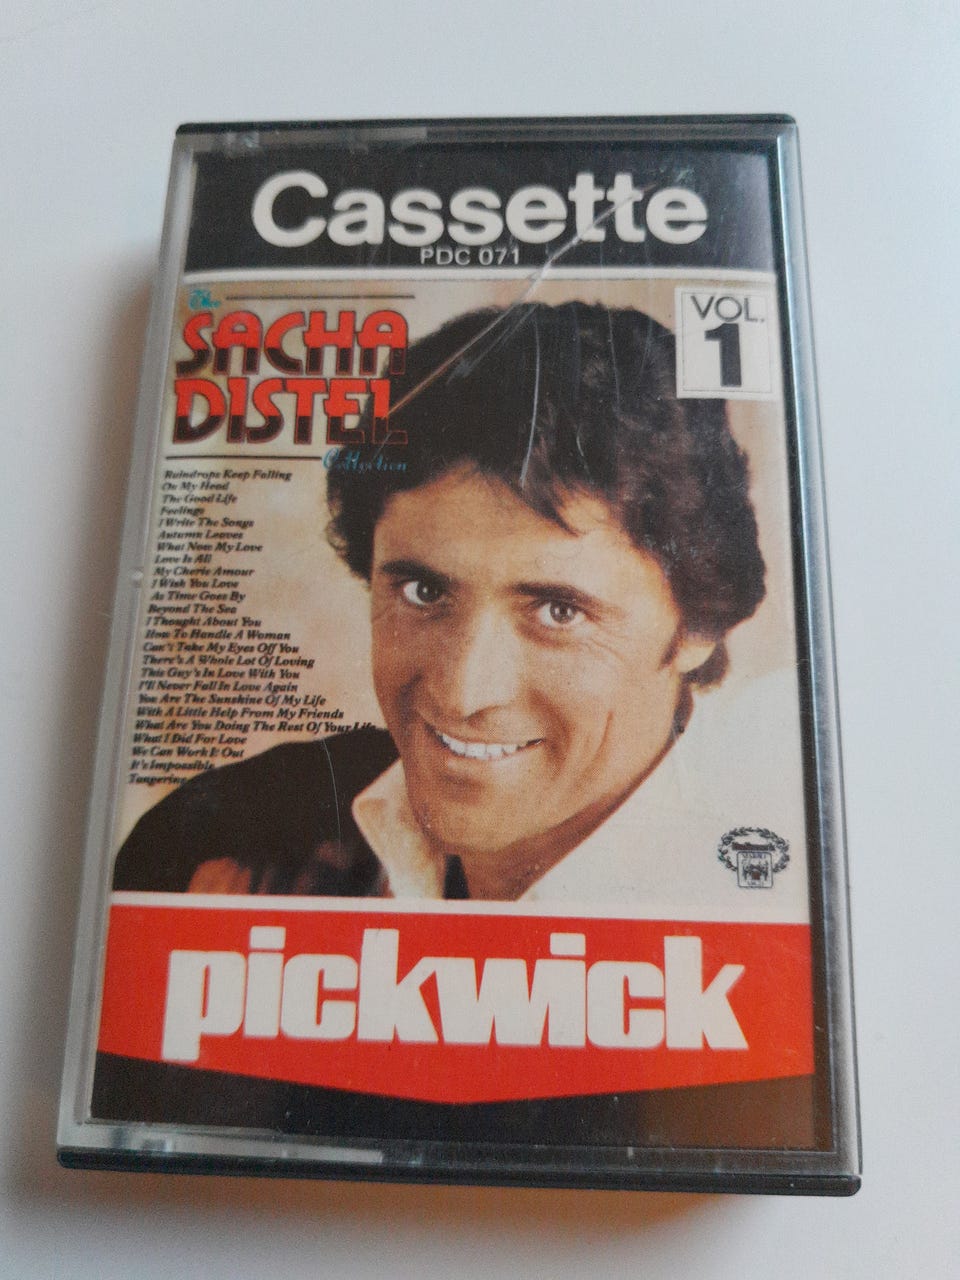 Cassette
PDC 071
The
SACHA
DISTEL
Collection
VOL.
1
Raindrops Keep Falling
On My Head
The Good Life
Feelings
I Write The Songs
Autumn Leaves
What Now My Love
Love Is All
My Cherie Amour
I Wish You Love
As Time Goes By
Beyond The Sea
I Thought About You
How To Handle A Woman
Can't Take My Eyes Off You
There's A Whole Lot Of Loving
This Guy's In Love With You
I'll Never Fall In Love Again
You Are The Sunshine Of My Life
With A Little Help From My Friends
What Are You Doing The Rest Of Your Life
What I Did For Love
We Can Work It Out
It's Impossible
Tangerine
pickwick